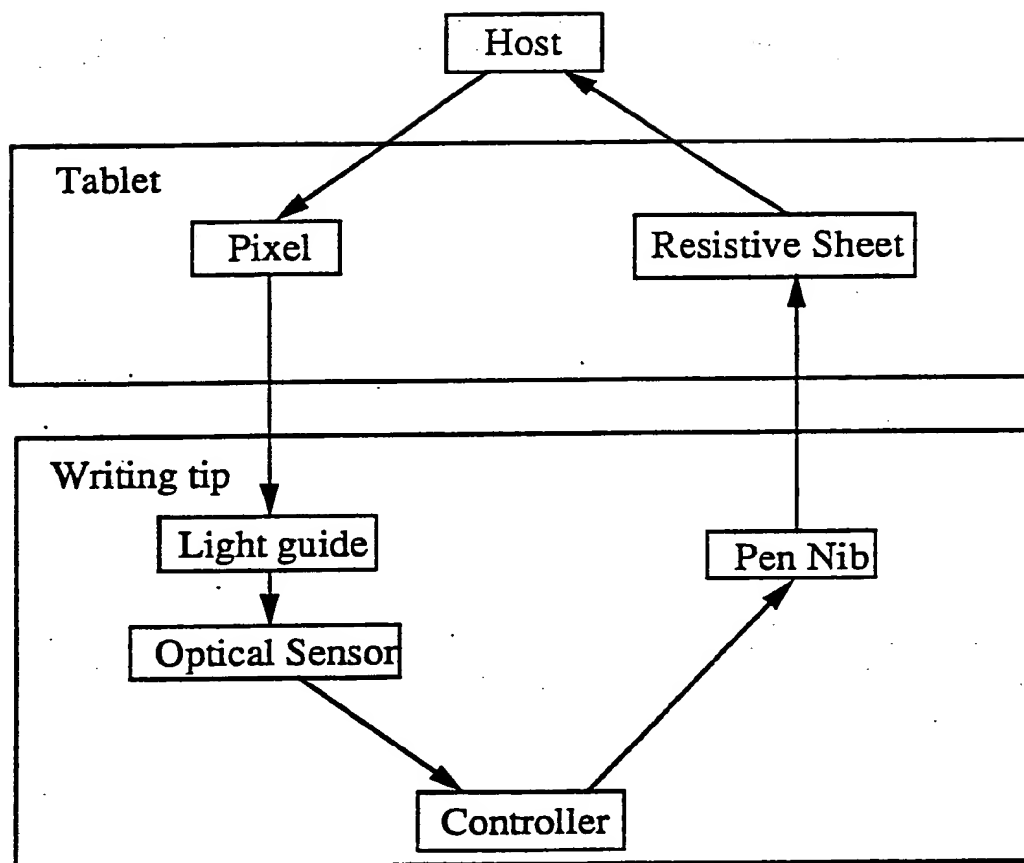 Host
Tablet
Pixel
Resistive Sheet
Writing tip
Light guide
Pen Nib
Optical Sensor
Controller